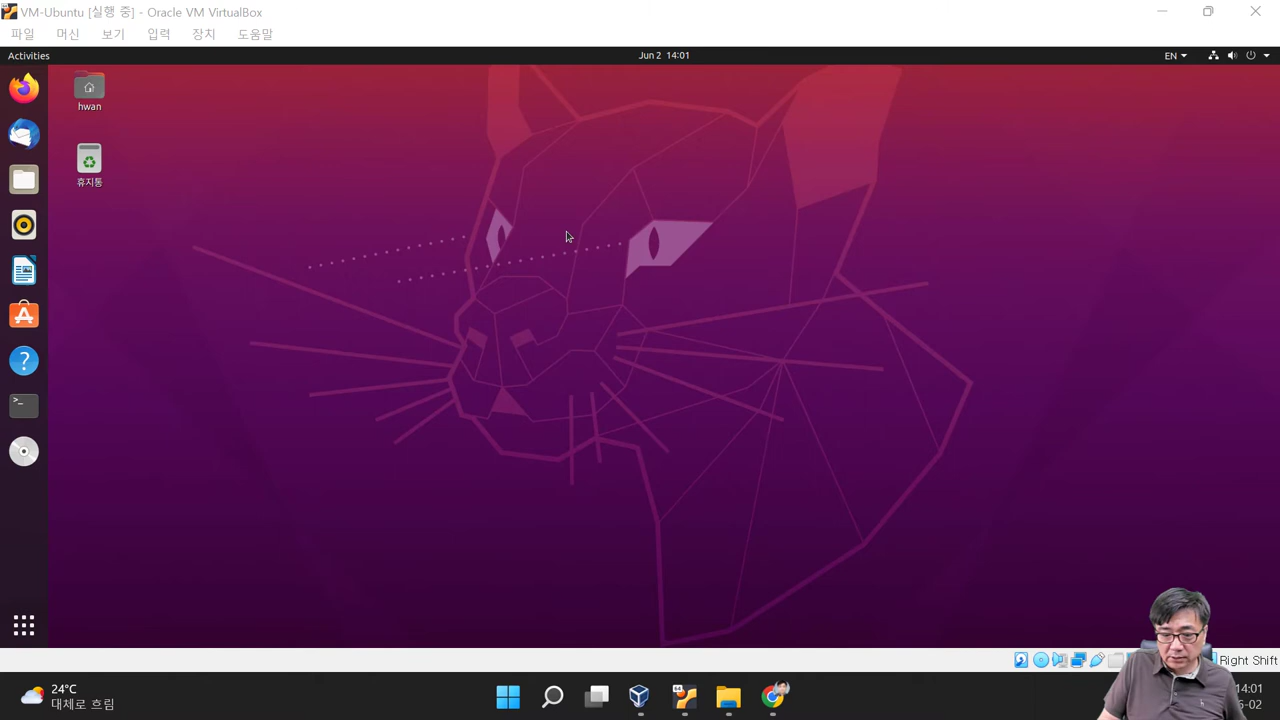 VM-Ubuntu [실행 중] - Oracle VM VirtualBox
파일 머신 보기 입력 장치 도움말
Activities
Jun 2 14:01
EN
hwan
휴지통
Right Shift
24°C
대체로 흐림
14:01
-02